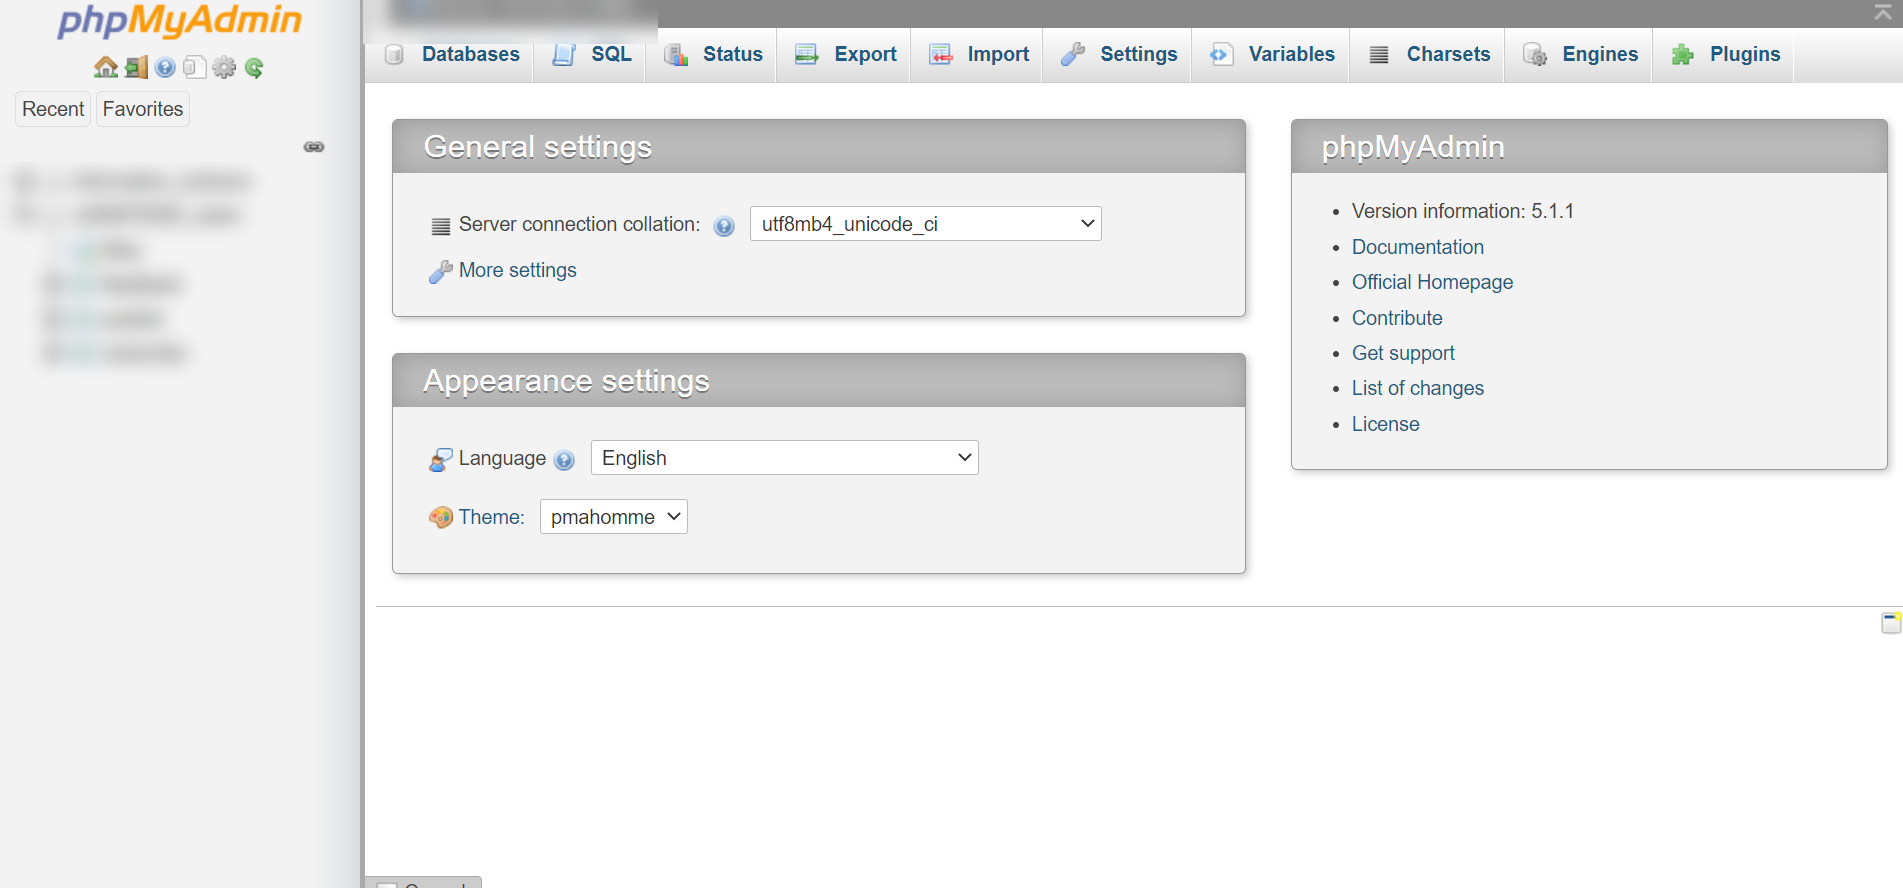 phpMyAdmin
Recent Favorites
Databases SQL Status Export Import Settings Variables Charsets Engines Plugins
General settings
Server connection collation: utf8mb4_unicode_ci
More settings
Appearance settings
Language English
Theme: pmahomme
phpMyAdmin
Version information: 5.1.1
Documentation
Official Homepage
Contribute
Get support
List of changes
License